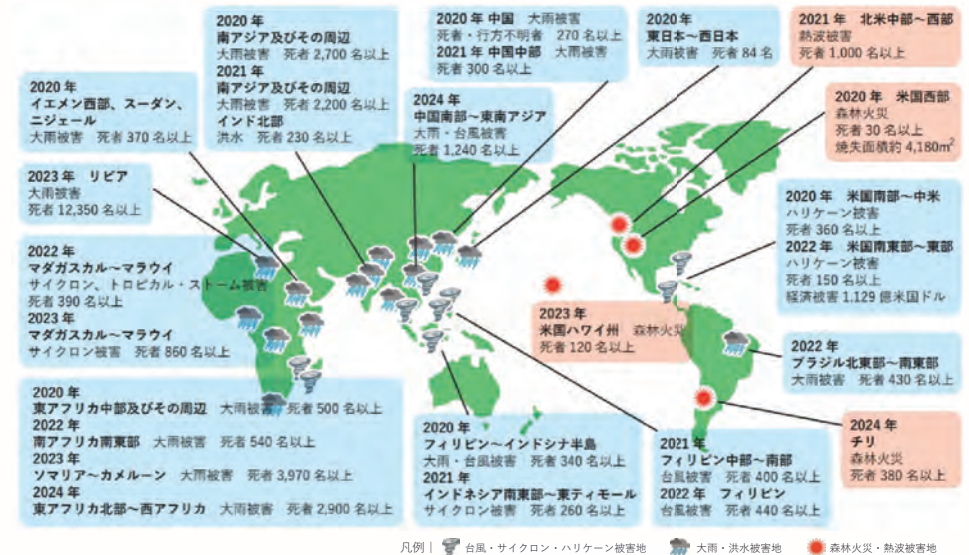 2020 年
イエメン西部、スーダン、
ニジェール
大雨被害　死者 370 名以上
2020 年
南アジア及びその周辺
大雨被害　死者 2,700 名以上
2021 年
南アジア及びその周辺
大雨被害　死者 2,200 名以上
インド北部
洪水　死者 230 名以上
2020 年 中国　大雨被害
死者・行方不明者　270 名以上
2021 年 中国中部　大雨被害
死者 300 名以上
2020 年
東日本～西日本
大雨被害　死者 84 名
2021 年　北米中部～西部
熱波被害
死者 1,000 名以上
2024 年
中国南部～東南アジア
大雨・台風被害
死者 1,240 名以上
2020 年　米国西部
森林火災
死者 30 名以上
焼失面積約 4,180m²
2023 年　リビア
大雨被害
死者 12,350 名以上
2020 年　米国南部～中米
ハリケーン被害
死者 360 名以上
2022 年　米国南東部～東部
ハリケーン被害
死者 150 名以上
経済被害 1,129 億米国ドル
2022 年
マダガスカル～マラウイ
サイクロン、トロピカル・ストーム被害
死者 390 名以上
2023 年
マダガスカル～マラウイ
サイクロン被害　死者 860 名以上
2023 年
米国ハワイ州　森林火災
死者 120 名以上
2022 年
ブラジル北東部～南東部
大雨被害　死者 430 名以上
2020 年
東アフリカ中部及びその周辺　大雨被害　死者 500 名以上
2022 年
南アフリカ南東部　大雨被害　死者 540 名以上
2023 年
ソマリア～カメルーン　大雨被害　死者 3,970 名以上
2024 年
東アフリカ北部～西アフリカ　大雨被害　死者 2,900 名以上
2020 年
フィリピン～インドシナ半島
大雨・台風被害　死者 340 名以上
2021 年
インドネシア南東部～東ティモール
サイクロン被害　死者 260 名以上
2021 年
フィリピン中部～南部
台風被害　死者 400 名以上
2022 年　フィリピン
台風被害　死者 440 名以上
2024 年
チリ
森林火災
死者 380 名以上
凡例｜　台風・サイクロン・ハリケーン被害地　大雨・洪水被害地　森林火災・熱波被害地